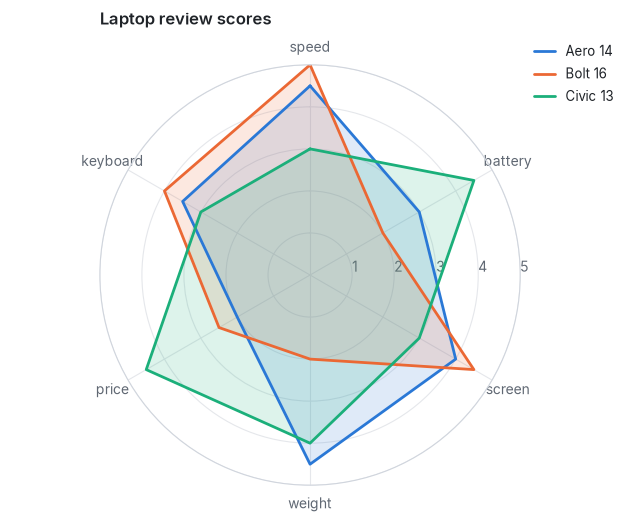 Laptop review scores
speed
Aero 14
Bolt 16
Civic 13
keyboard
battery
1
2
3
4
5
price
screen
weight